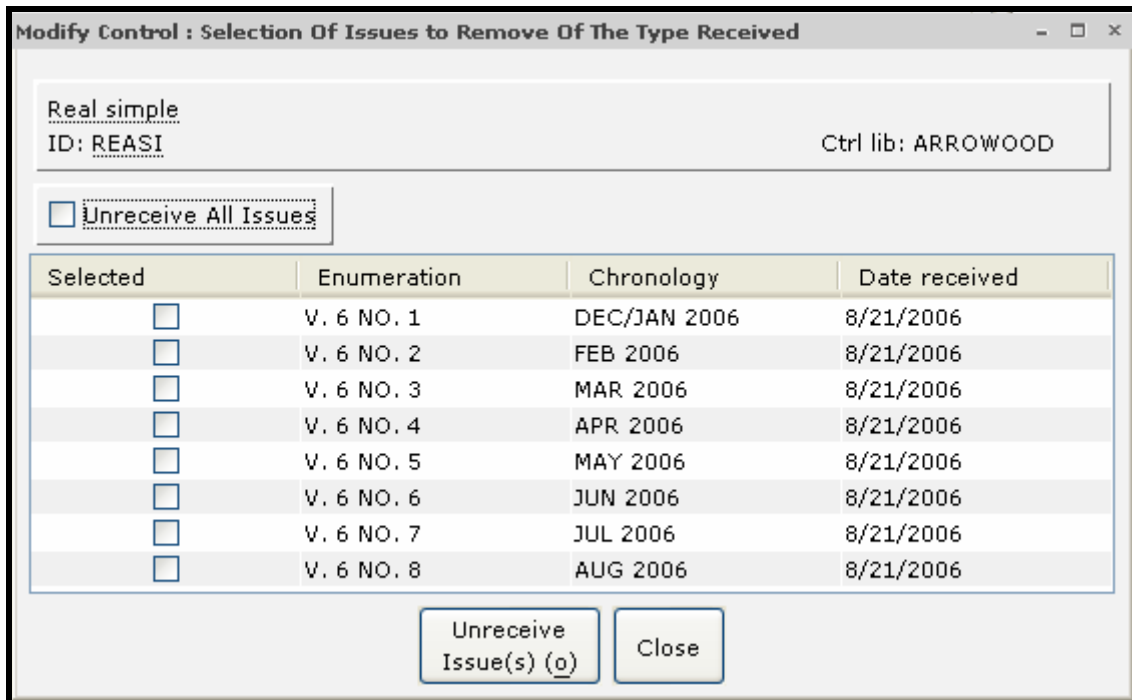 Modify Control : Selection Of Issues to Remove Of The Type Received
Real simple
ID: REASI Ctrl lib: ARROWOOD
Unreceive All Issues
Selected Enumeration Chronology Date received
V. 6 NO. 1 DEC/JAN 2006 8/21/2006
V. 6 NO. 2 FEB 2006 8/21/2006
V. 6 NO. 3 MAR 2006 8/21/2006
V. 6 NO. 4 APR 2006 8/21/2006
V. 6 NO. 5 MAY 2006 8/21/2006
V. 6 NO. 6 JUN 2006 8/21/2006
V. 6 NO. 7 JUL 2006 8/21/2006
V. 6 NO. 8 AUG 2006 8/21/2006
Unreceive
Issue(s) (o)
Close